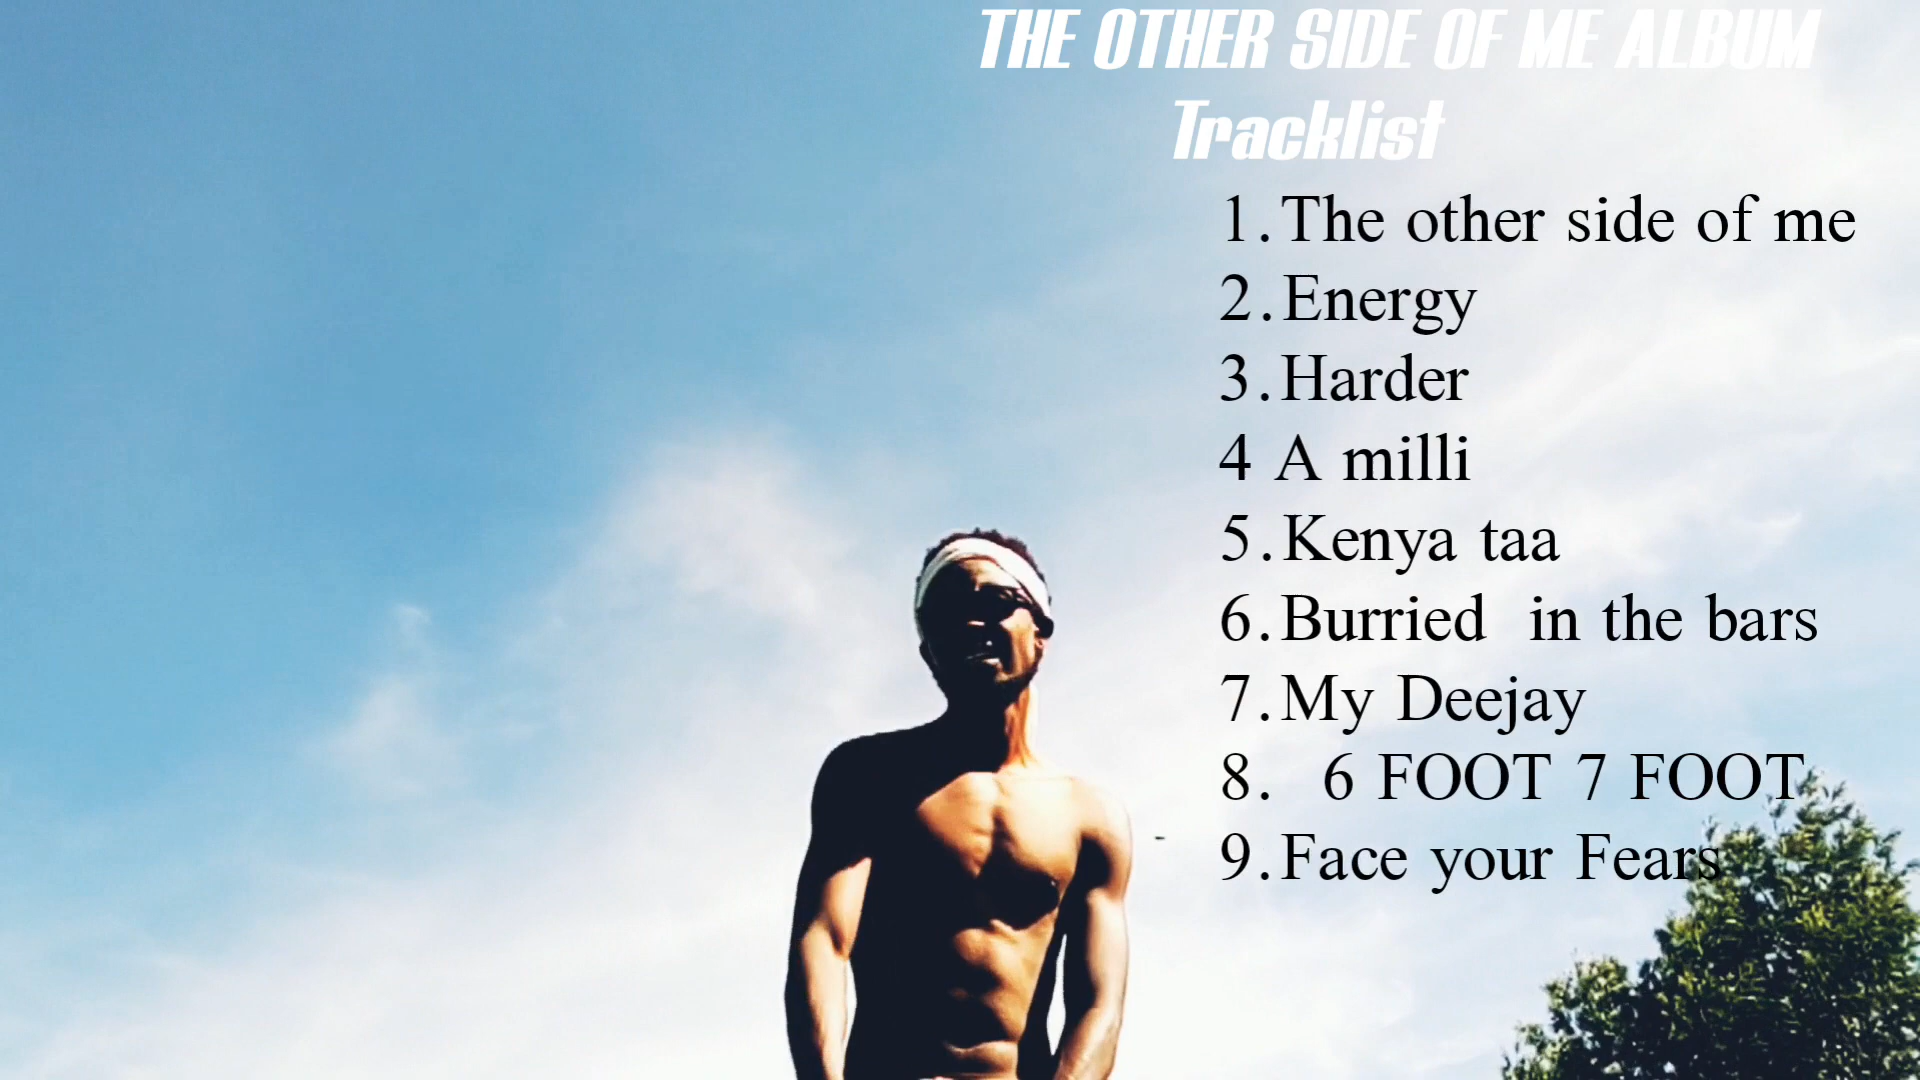 THE OTHER SIDE OF ME ALBUM
Tracklist
1.The other side of me
2.Energy
3.Harder
4 A milli
5.Kenya taa
6.Burried  in the bars
7.My Deejay
8.  6 FOOT 7 FOOT
9.Face your Fears